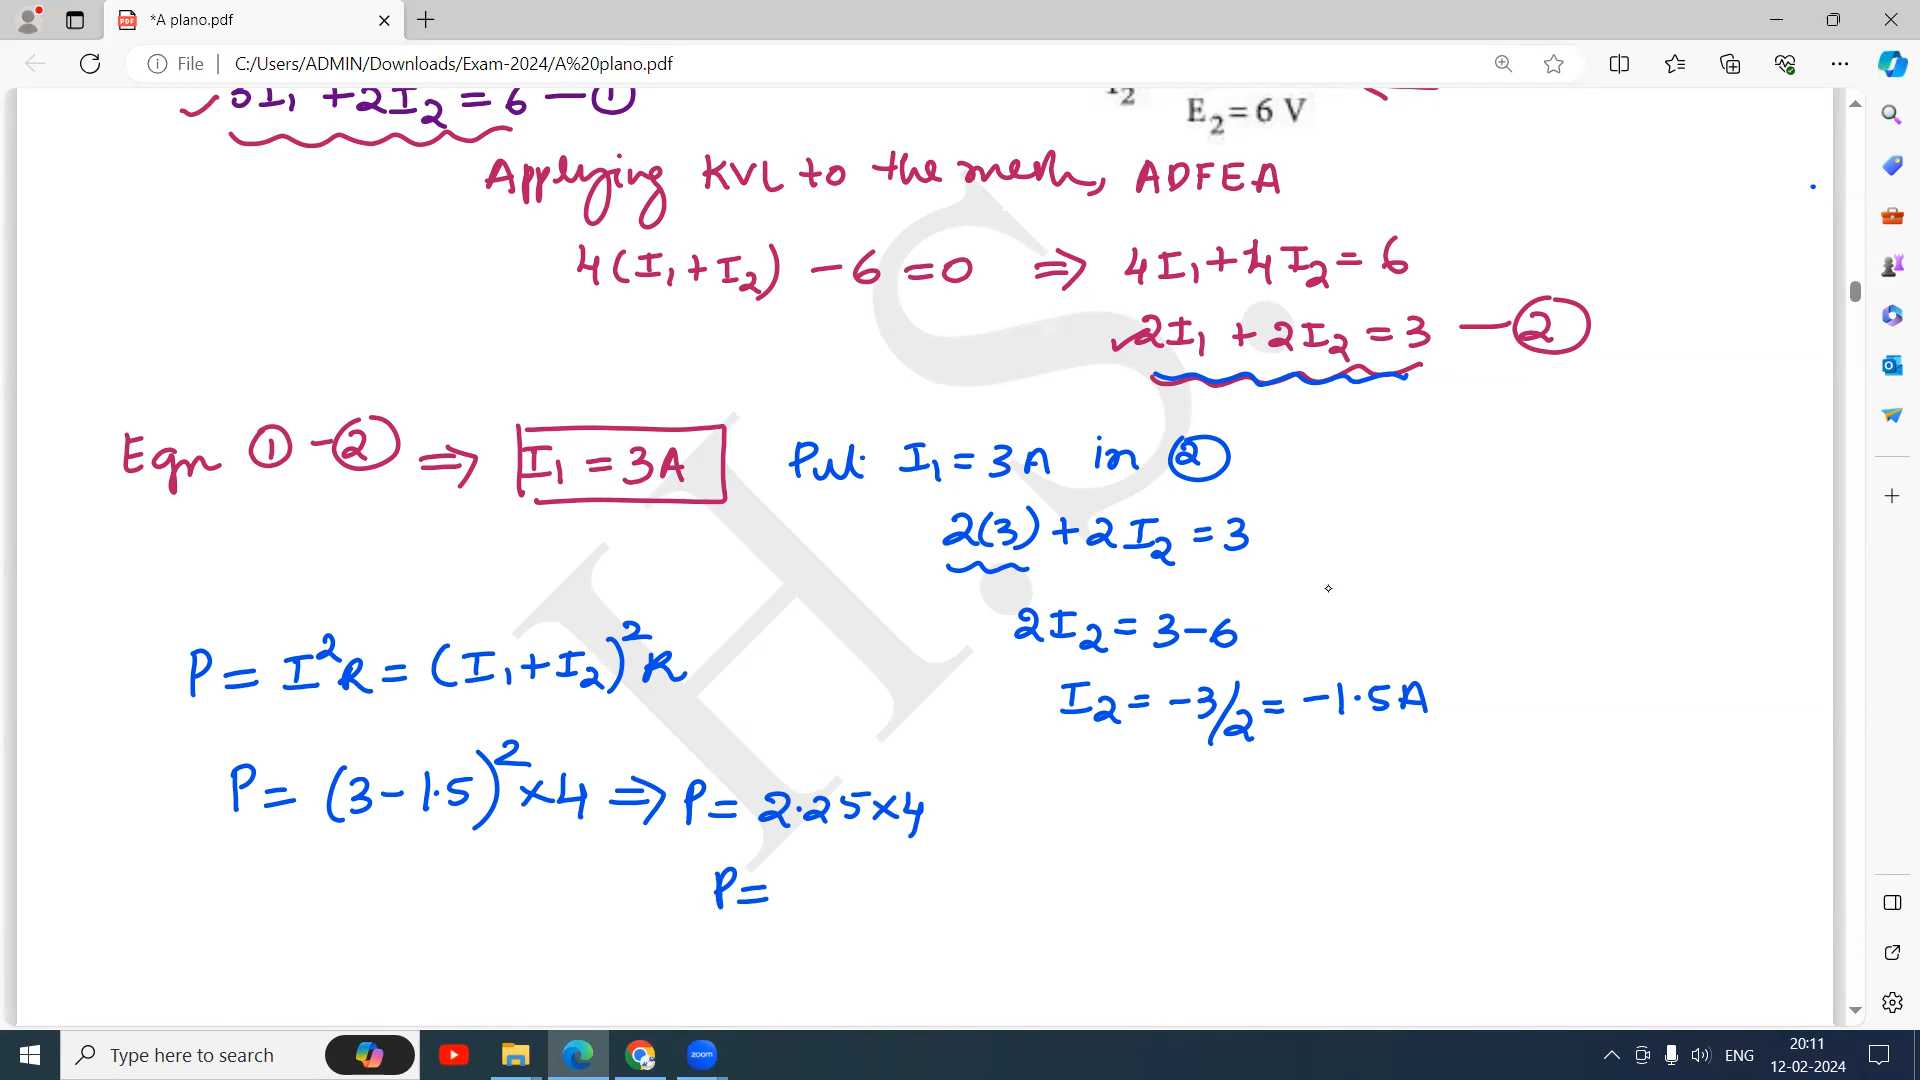 *A plano.pdf
File | C:/Users/ADMIN/Downloads/Exam-2024/A%20plano.pdf
I₁ + 2I₂ = 6 — ①
I₂
E₂ = 6 V
Applying KVL to the mesh, ADFEA
4(I₁ + I₂) - 6 = 0 ⇒ 4I₁ + 4I₂ = 6
✓2I₁ + 2I₂ = 3 — ②
Eqn ① - ② ⇒ I₁ = 3A
Put I₁ = 3A in ②
2(3) + 2I₂ = 3
2I₂ = 3 - 6
I₂ = -3/2 = -1.5A
P = I²R = (I₁ + I₂)²R
P = (3 - 1.5)² × 4 ⇒ P = 2.25 × 4
P =
H.S.
Type here to search
zoom
ENG
20:11
12-02-2024